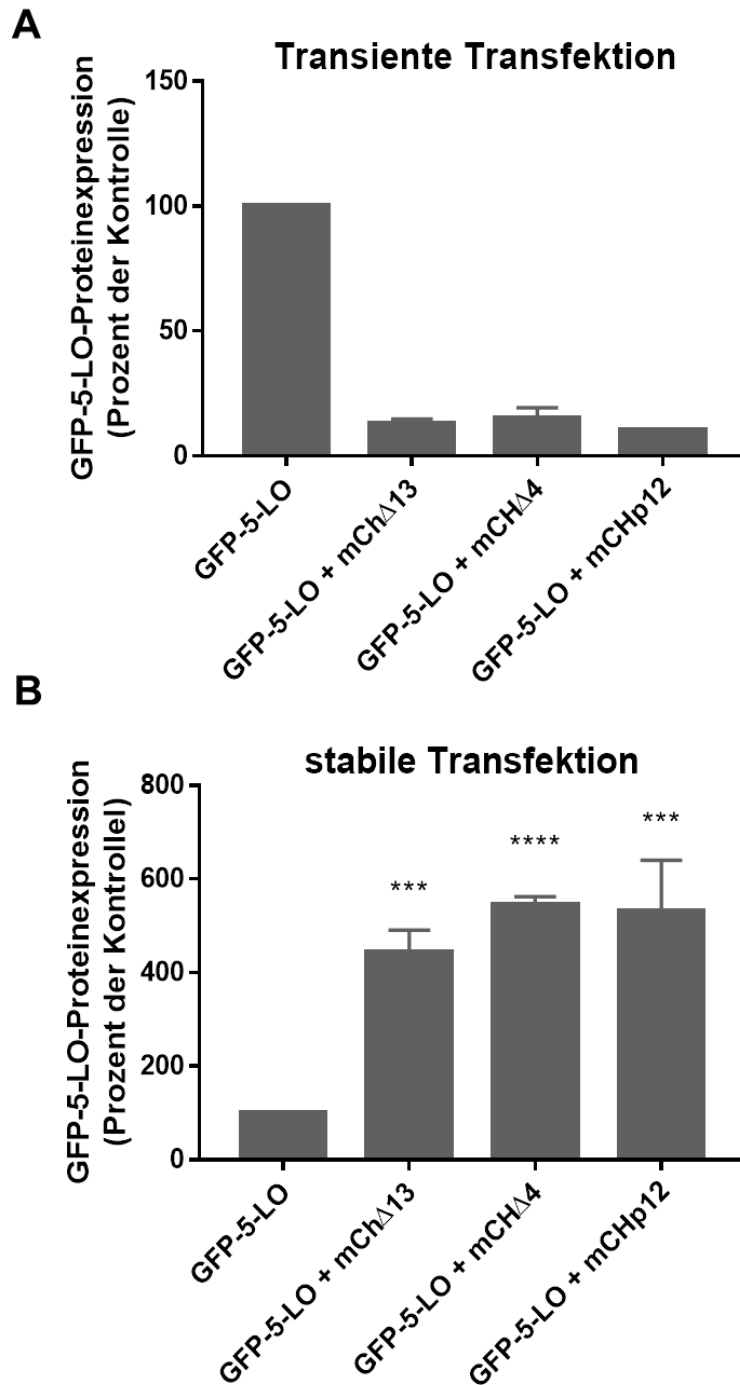 A
Transiente Transfektion
GFP-5-LO-Proteinexpression
(Prozent der Kontrolle)
150
100
50
0
GFP-5-LO
GFP-5-LO + mChΔ13
GFP-5-LO + mCHΔ4
GFP-5-LO + mCHp12
B
stabile Transfektion
GFP-5-LO-Proteinexpression
(Prozent der Kontrollel)
800
600
400
200
0
***
****
***
GFP-5-LO
GFP-5-LO + mChΔ13
GFP-5-LO + mCHΔ4
GFP-5-LO + mCHp12